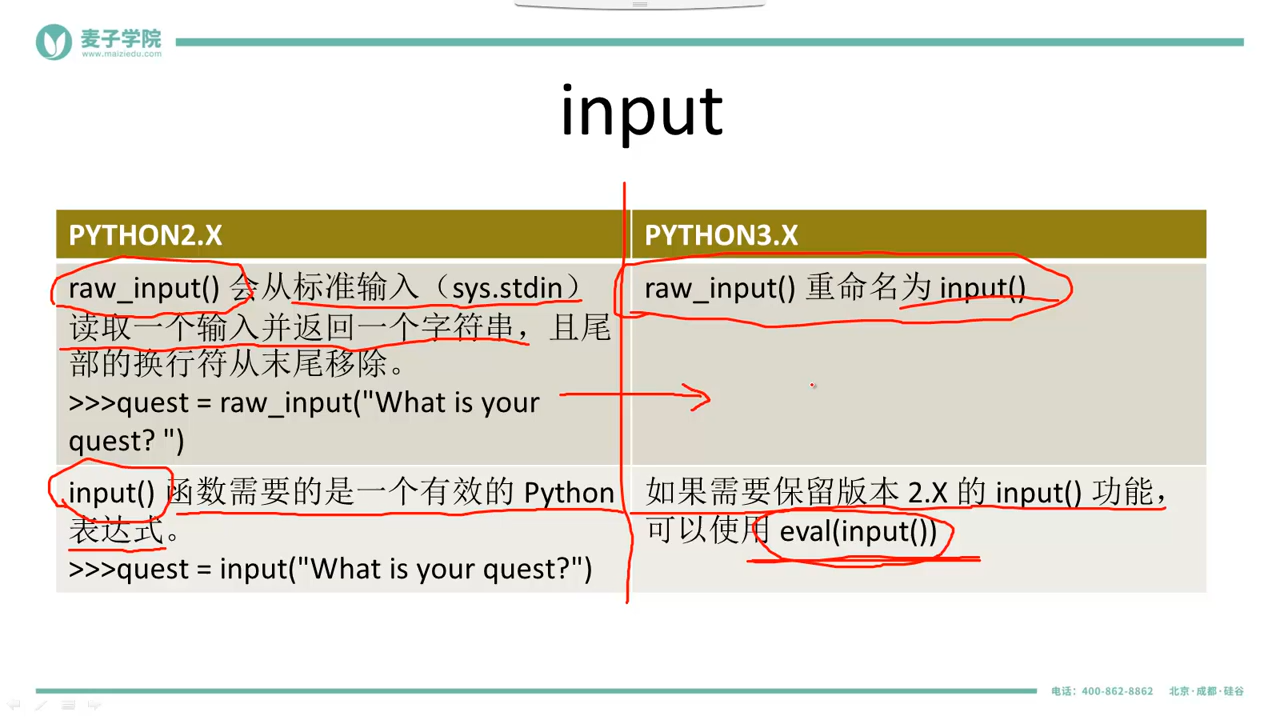 麦子学院
www.maiziedu.com
input
PYTHON2.X
PYTHON3.X
raw_input() 会从标准输入（sys.stdin）
读取一个输入并返回一个字符串，且尾
部的换行符从末尾移除。
>>>quest = raw_input("What is your
quest? ")
raw_input() 重命名为 input()
input() 函数需要的是一个有效的 Python
表达式。
>>>quest = input("What is your quest?")
如果需要保留版本 2.X 的 input() 功能，
可以使用 eval(input())
电话：400-862-8862 北京·成都·硅谷